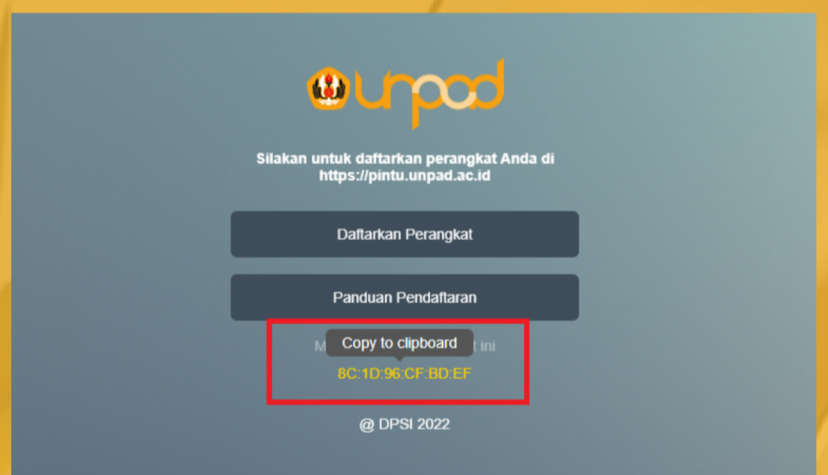 unpad
Silakan untuk daftarkan perangkat Anda di
https://pintu.unpad.ac.id
Daftarkan Perangkat
Panduan Pendaftaran
Copy to clipboard
ini
8C:1D:96:CF:BD:EF
@ DPSI 2022